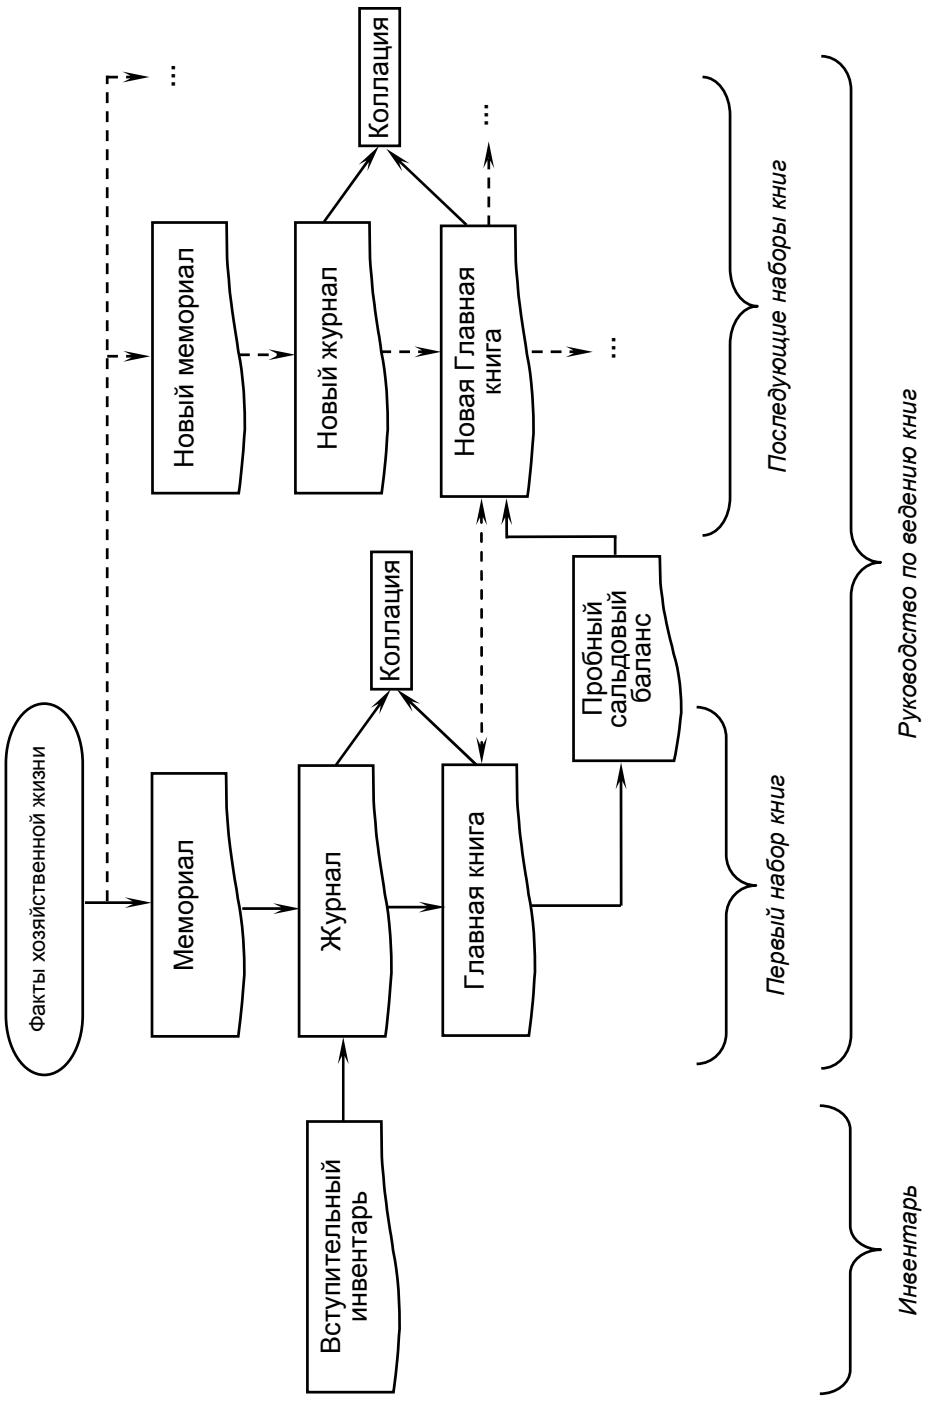 Факты хозяйственной жизни
...
Мемориал
Новый мемориал
Вступительный
инвентарь
Журнал
Коллация
Новый журнал
Коллация
Главная книга
Новая Главная
книга
...
...
Пробный
сальдовый
баланс
Первый набор книг
Последующие наборы книг
Инвентарь
Руководство по ведению книг